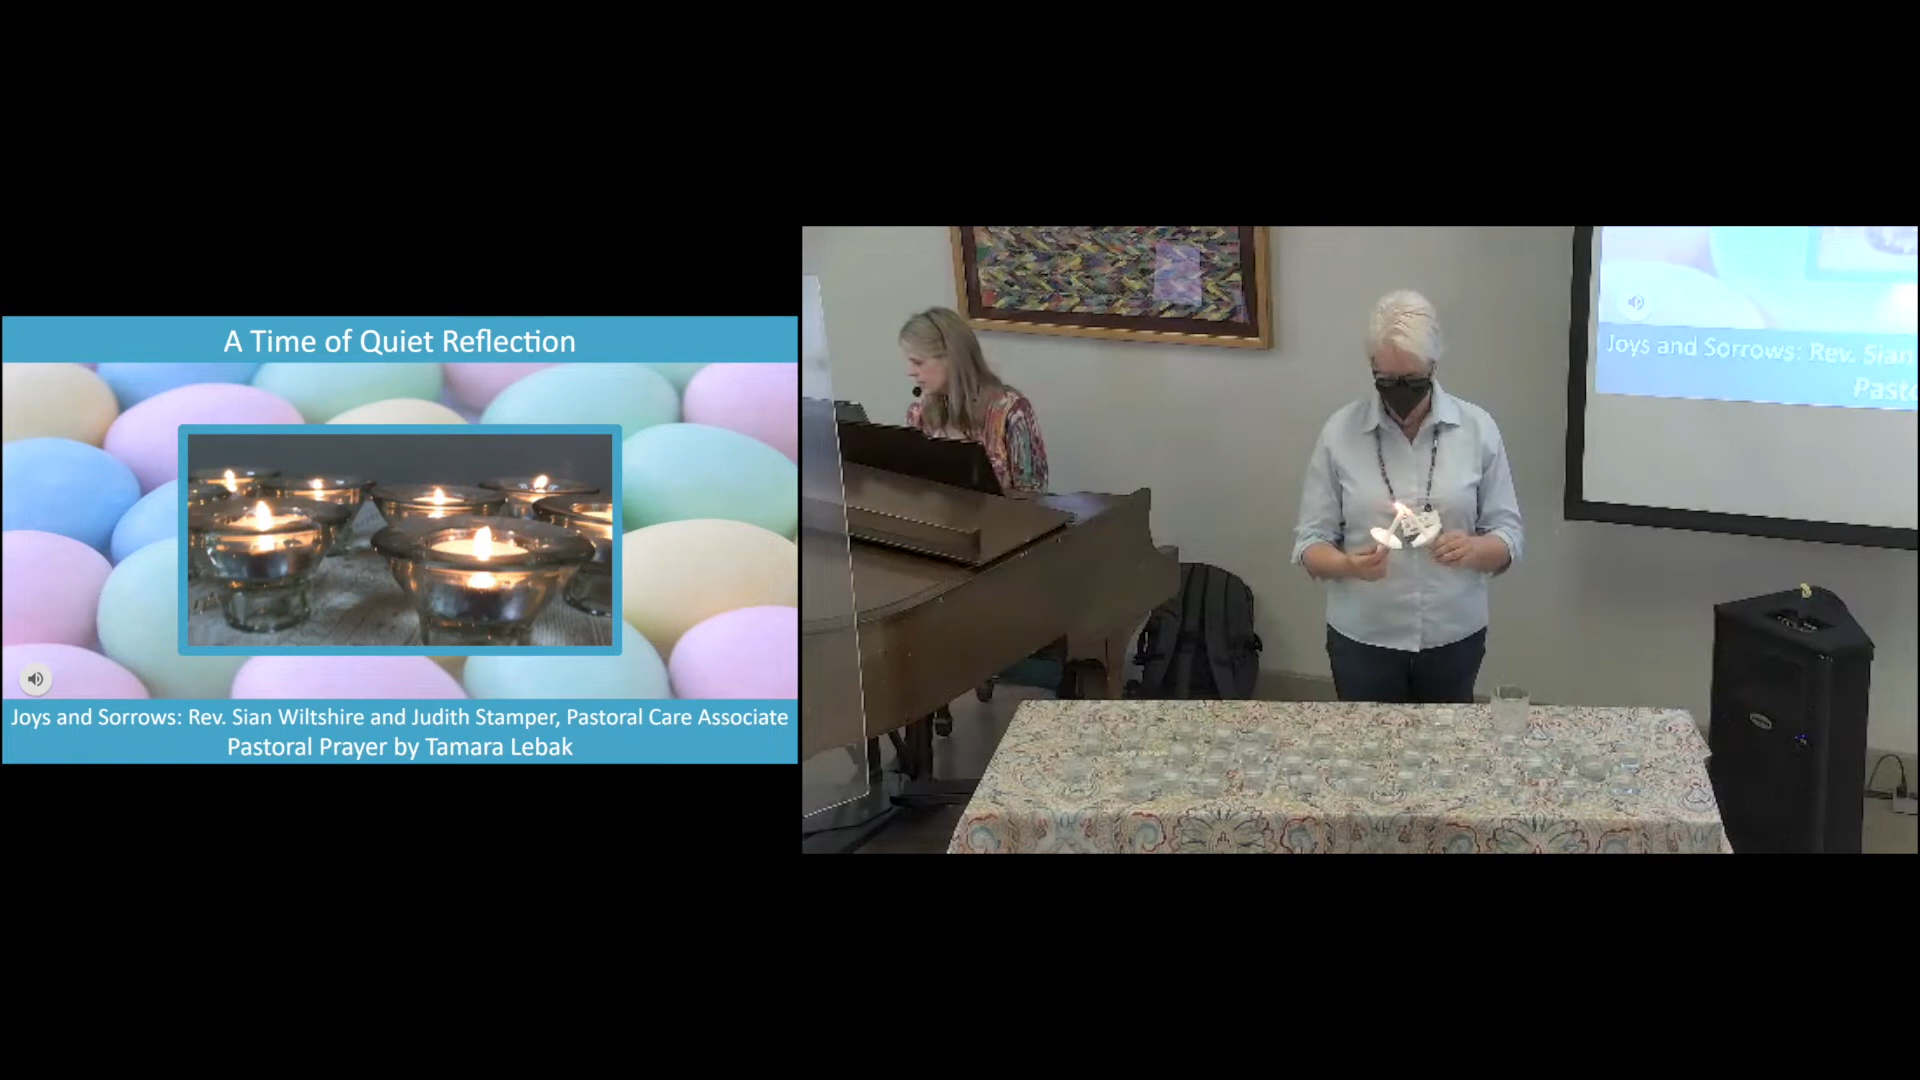 A Time of Quiet Reflection
Joys and Sorrows: Rev. Sian Wiltshire and Judith Stamper, Pastoral Care Associate
Pastoral Prayer by Tamara Lebak
Joys and Sorrows: Rev. Sian